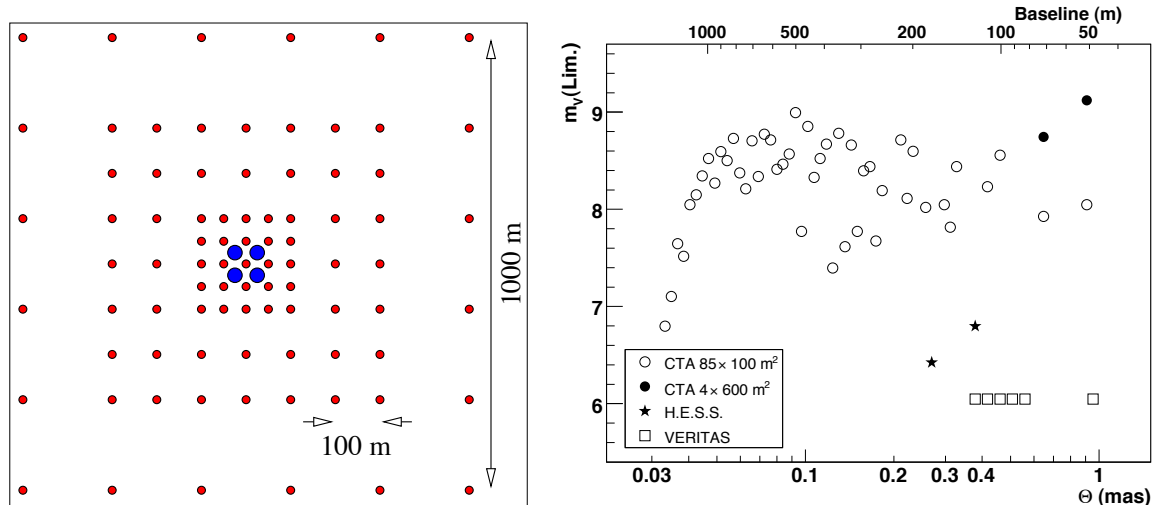 1000 m
100 m
Baseline (m)
1000 500 200 100 50
m_v(Lim.)
9
8
7
6
CTA 85× 100 m²
CTA 4× 600 m²
H.E.S.S.
VERITAS
0.03 0.1 0.2 0.3 0.4 1
Θ (mas)